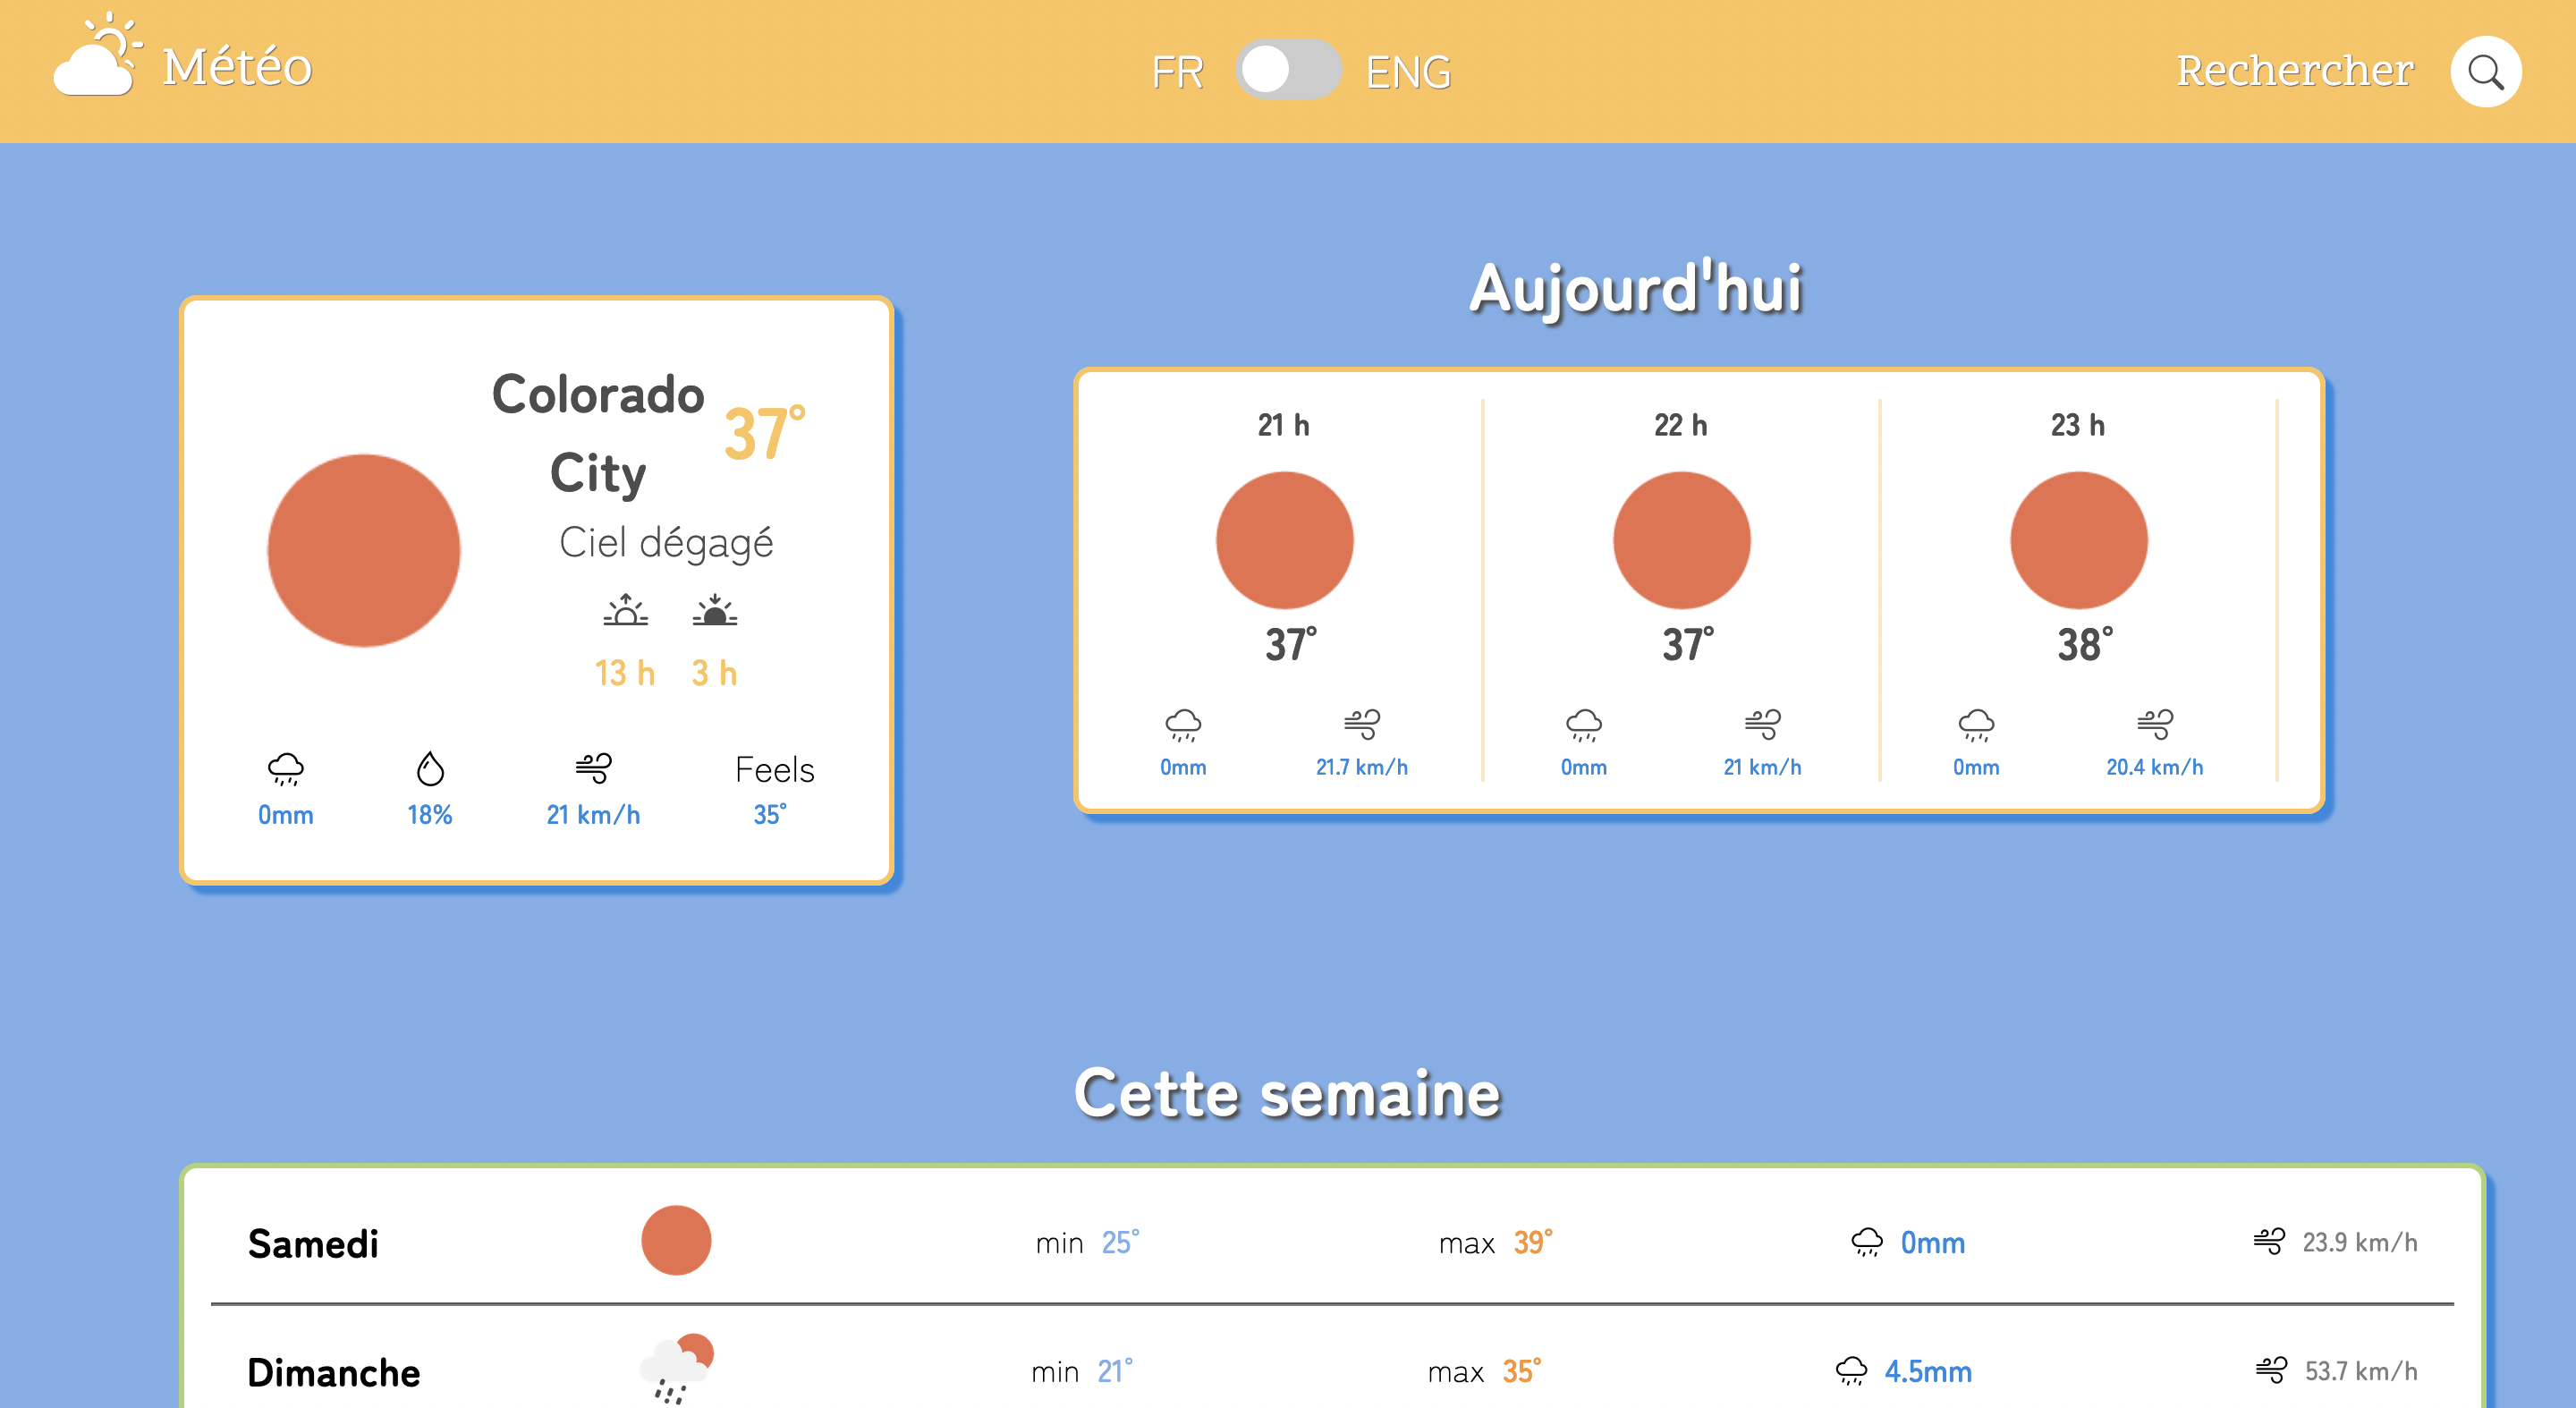 Météo
FR ENG
Rechercher
Colorado
City
37°
Ciel dégagé
13 h 3 h
Feels
0mm 18% 21 km/h 35°
Aujourd'hui
21 h 22 h 23 h
37° 37° 38°
0mm 21.7 km/h 0mm 21 km/h 0mm 20.4 km/h
Cette semaine
Samedi min 25° max 39° 0mm 23.9 km/h
Dimanche min 21° max 35° 4.5mm 53.7 km/h